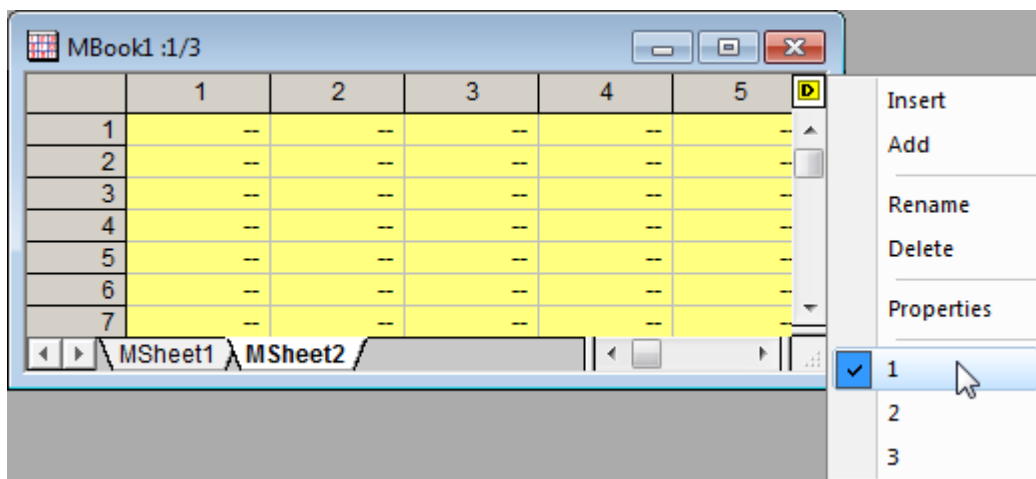 MBook1 :1/3
1 2 3 4 5 D
1 -- -- -- -- --
2 -- -- -- -- --
3 -- -- -- -- --
4 -- -- -- -- --
5 -- -- -- -- --
6 -- -- -- -- --
7 -- -- -- -- --
MSheet1 MSheet2
Insert
Add
Rename
Delete
Properties
1
2
3